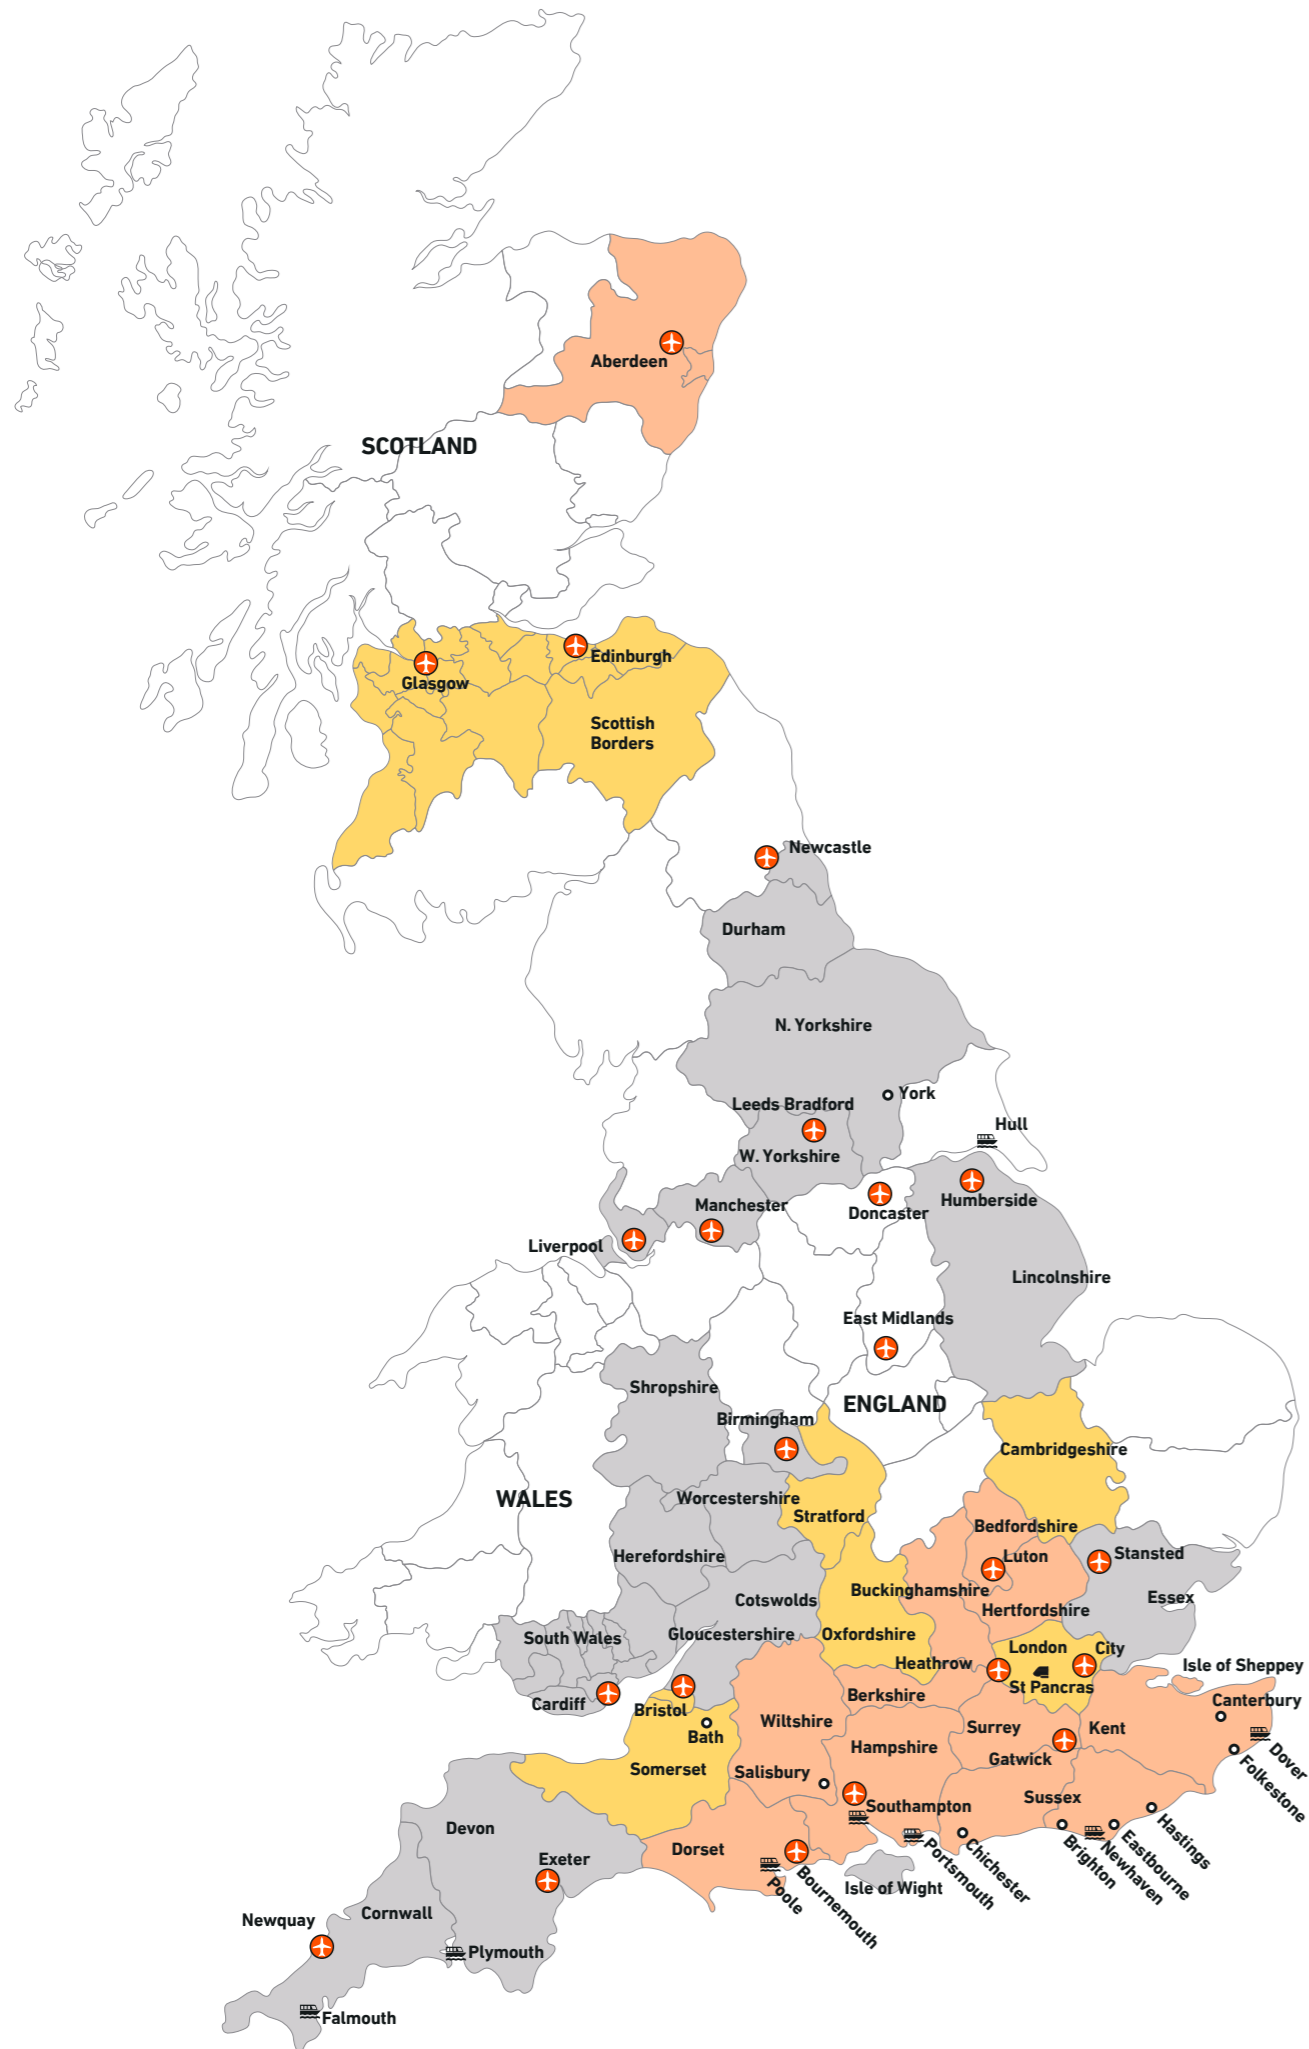 Aberdeen
SCOTLAND
Edinburgh
Glasgow
Scottish
Borders
Newcastle
Durham
N. Yorkshire
York
Leeds Bradford
Hull
W. Yorkshire
Manchester
Humberside
Doncaster
Liverpool
Lincolnshire
East Midlands
Shropshire
ENGLAND
Birmingham
Cambridgeshire
WALES
Worcestershire
Stratford
Bedfordshire
Herefordshire
Luton
Stansted
Buckinghamshire
Cotswolds
Essex
Hertfordshire
South Wales
Gloucestershire
Oxfordshire
London
City
Heathrow
Isle of Sheppey
St Pancras
Berkshire
Canterbury
Cardiff
Bristol
Wiltshire
Surrey
Kent
Bath
Hampshire
Dover
Gatwick
Somerset
Salisbury
Folkestone
Sussex
Southampton
Hastings
Devon
Dorset
Eastbourne
Newhaven
Brighton
Chichester
Portsmouth
Exeter
Poole
Bournemouth
Isle of Wight
Cornwall
Newquay
Plymouth
Falmouth